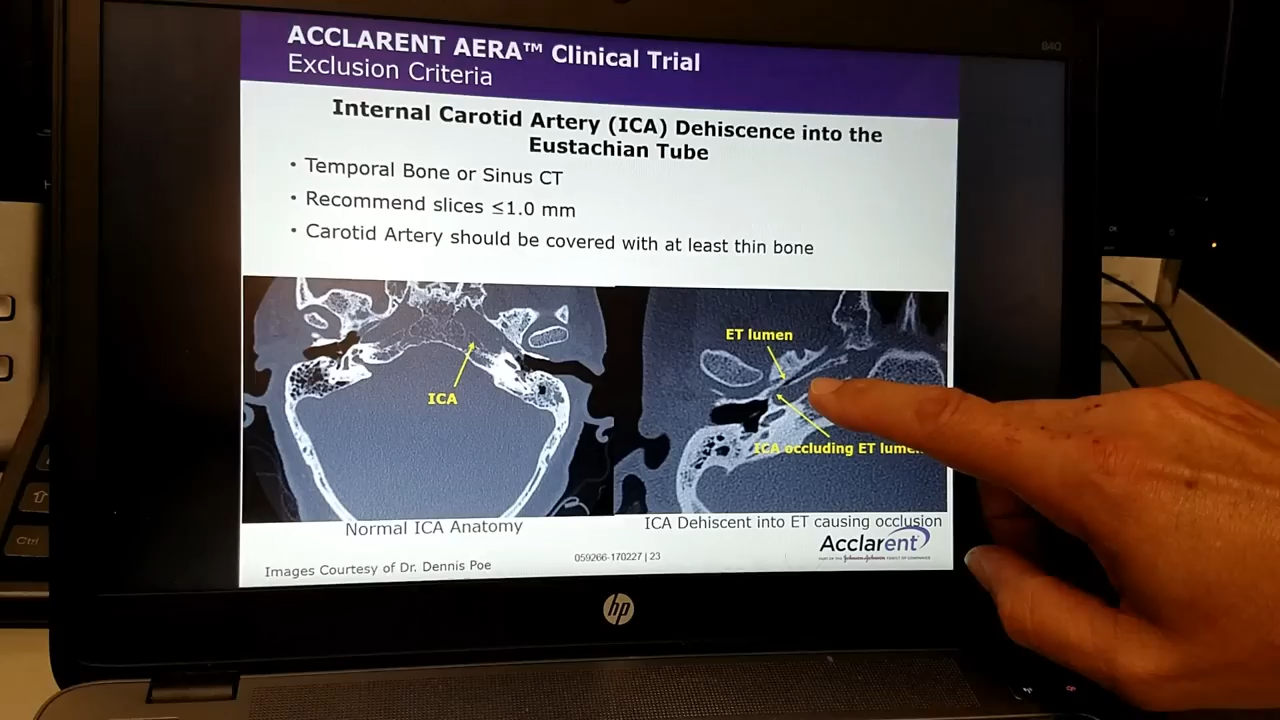 840
ACCLARENT AERA™ Clinical Trial
Exclusion Criteria
Internal Carotid Artery (ICA) Dehiscence into the
Eustachian Tube
• Temporal Bone or Sinus CT
• Recommend slices ≤1.0 mm
• Carotid Artery should be covered with at least thin bone
ICA
ET lumen
ICA occluding ET
Normal ICA Anatomy
ICA Dehiscent into ET causing occlusion
Acclarent
Images Courtesy of Dr. Dennis Poe
059266-170227 | 23
hp
Ctrl